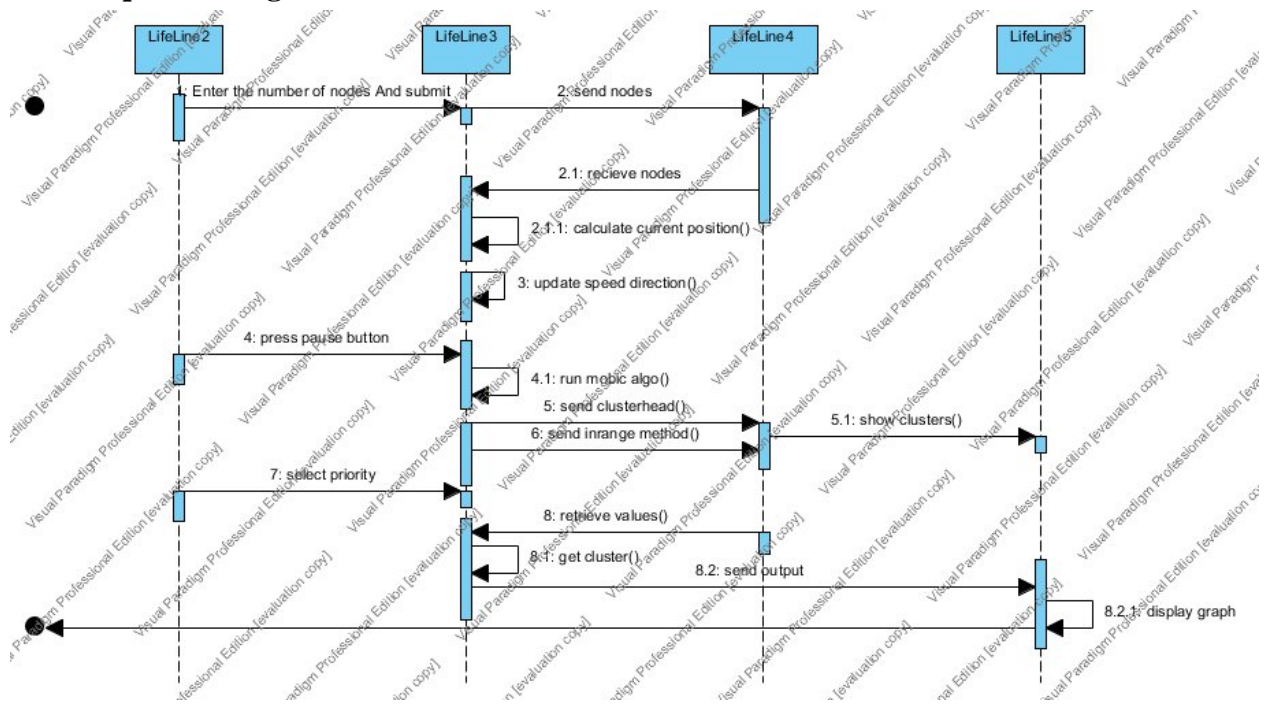 LifeLine2
LifeLine3
LifeLine4
LifeLine5
1: Enter the number of nodes And submit
2: send nodes
2.1: recieve nodes
2.1.1: calculate current position()
3: update speed direction()
4: press pause button
4.1: run mobic algo()
5: send clusterhead()
5.1: show clusters()
6: send inrange method()
7: select priority
8: retrieve values()
8.1: get cluster()
8.2: send output
8.2.1: display graph
Visual Paradigm Professional Edition [evaluation copy]